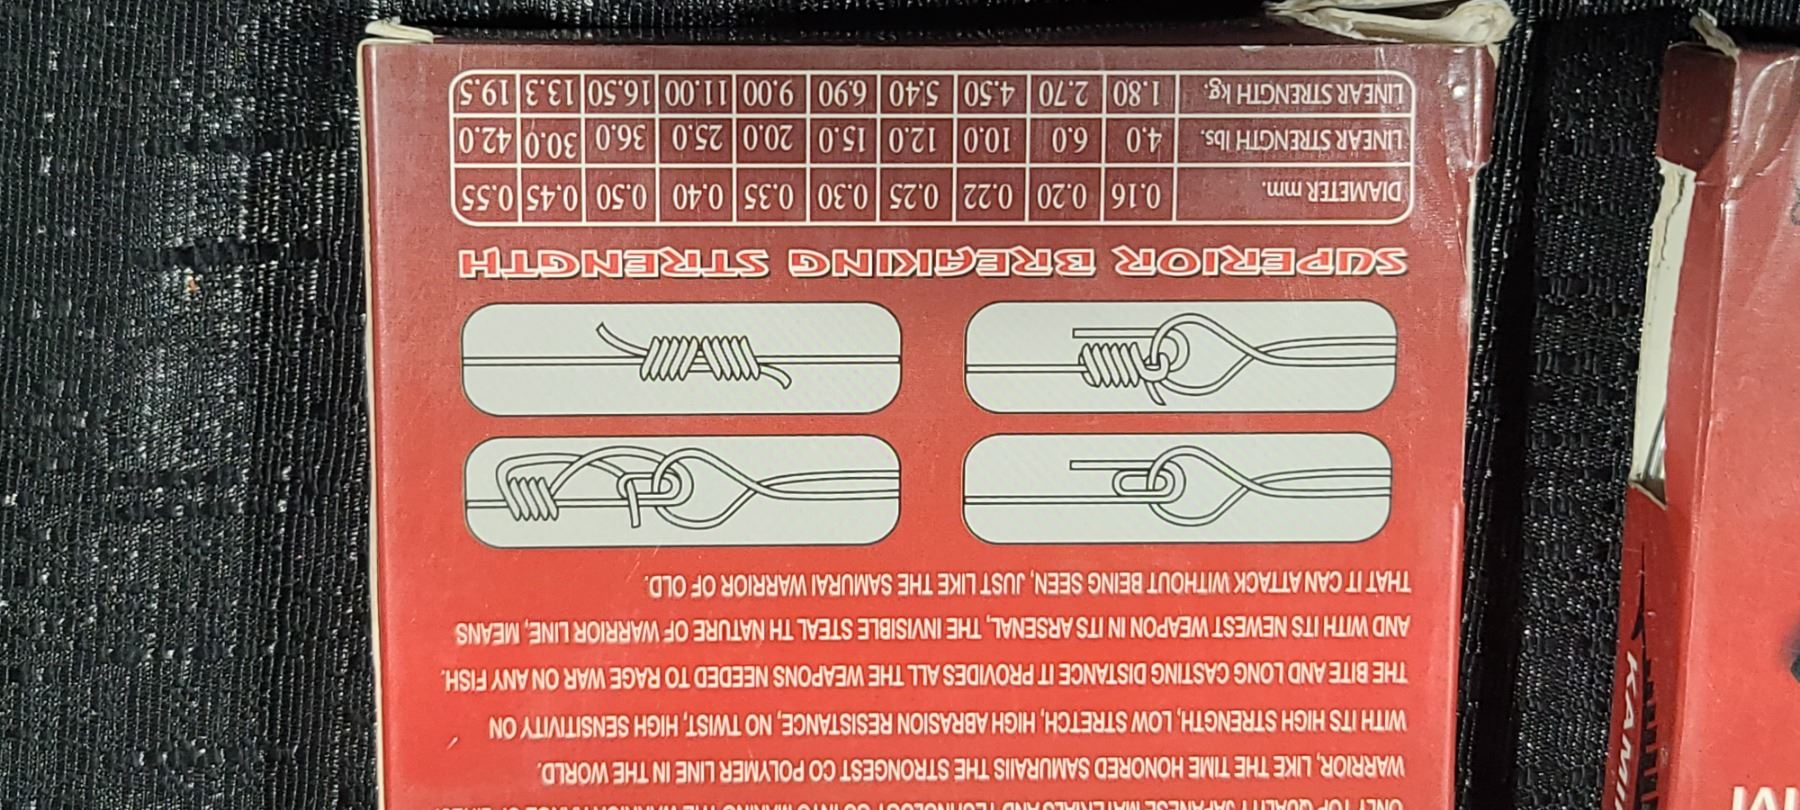 ONLY TOP QUALITY JAPANESE MATERIALS AND TECHNOLOGY GO INTO MAKING THE WARRIOR RANGE OF LINES.
WARRIOR, LIKE THE TIME HONORED SAMURAIIS THE STRONGEST CO POLYMER LINE IN THE WORLD.
WITH ITS HIGH STRENGTH, LOW STRETCH, HIGH ABRASION RESISTANCE, NO TWIST, HIGH SENSITIVITY ON
THE BITE AND LONG CASTING DISTANCE IT PROVIDES ALL THE WEAPONS NEEDED TO RAGE WAR ON ANY FISH.
AND WITH ITS NEWEST WEAPON IN ITS ARSENAL, THE INVISIBLE STEAL TH NATURE OF WARRIOR LINE, MEANS
THAT IT CAN ATTACK WITHOUT BEING SEEN, JUST LIKE THE SAMURAI WARRIOR OF OLD.
SUPERIOR BREAKING STRENGTH
DIAMETER mm. 0.16 0.20 0.22 0.25 0.30 0.35 0.40 0.50 0.45 0.55
LINEAR STRENGTH lbs. 4.0 6.0 10.0 12.0 15.0 20.0 25.0 36.0 30.0 42.0
LINEAR STRENGTH kg. 1.80 2.70 4.50 5.40 6.90 9.00 11.00 16.50 13.3 19.5